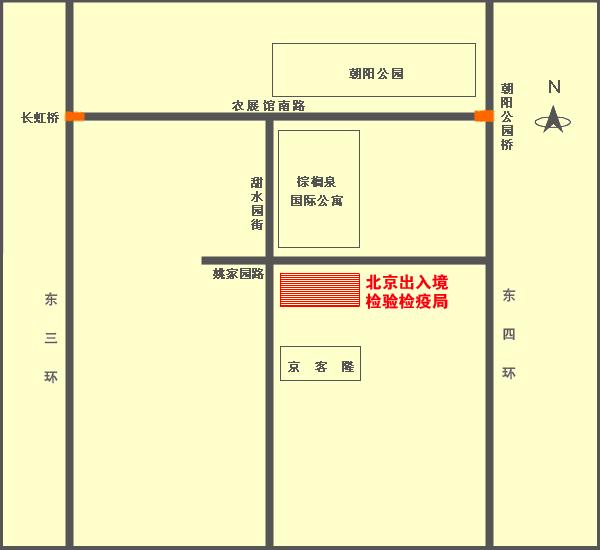 朝阳公园
N
农展馆南路
长虹桥
朝阳公园桥
棕榈泉
国际公寓
甜水园街
姚家园路
北京出入境
检验检疫局
东三环
东四环
京客隆